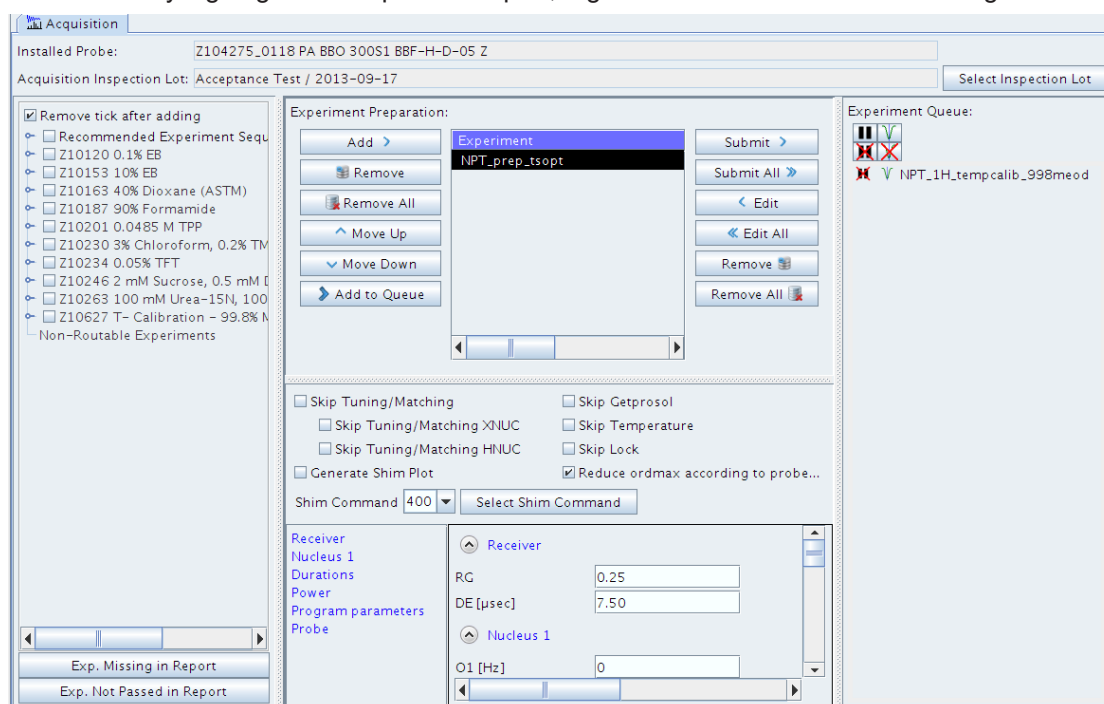 Acquisition
Installed Probe: Z104275_0118 PA BBO 300S1 BBF-H-D-05 Z
Acquisition Inspection Lot: Acceptance Test / 2013-09-17 Select Inspection Lot
Remove tick after adding
Recommended Experiment Sequ
Z10120 0.1% EB
Z10153 10% EB
Z10163 40% Dioxane (ASTM)
Z10187 90% Formamide
Z10201 0.0485 M TPP
Z10230 3% Chloroform, 0.2% TM
Z10234 0.05% TFT
Z10246 2 mM Sucrose, 0.5 mM D
Z10263 100 mM Urea-15N, 100
Z10627 T- Calibration - 99.8% M
Non-Routable Experiments
Exp. Missing in Report
Exp. Not Passed in Report
Experiment Preparation:
Add >
Remove
Remove All
Move Up
Move Down
Add to Queue
Experiment
NPT_prep_tsopt
Submit >
Submit All
Edit
Edit All
Remove
Remove All
Skip Tuning/Matching
Skip Getprosol
Skip Tuning/Matching XNUC
Skip Temperature
Skip Tuning/Matching HNUC
Skip Lock
Generate Shim Plot
Reduce ordmax according to probe...
Shim Command 400 Select Shim Command
Receiver
Nucleus 1
Durations
Power
Program parameters
Probe
Receiver
RG 0.25
DE [µsec] 7.50
Nucleus 1
O1 [Hz] 0
Experiment Queue:
NPT_1H_tempcalib_998meod